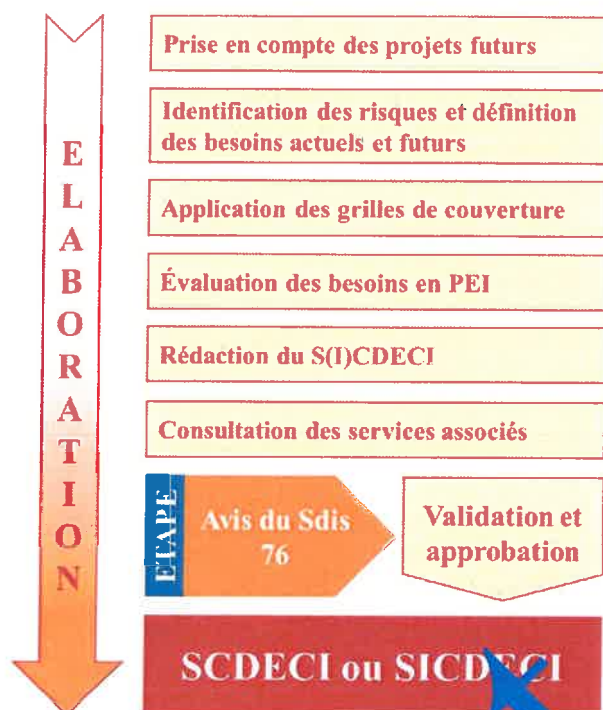 Prise en compte des projets futurs
Identification des risques et définition
des besoins actuels et futurs
Application des grilles de couverture
Évaluation des besoins en PEI
Rédaction du S(I)CDECI
Consultation des services associés
ELABORATION
ETAPE
Avis du Sdis
76
Validation et
approbation
SCDECI ou SICDECI